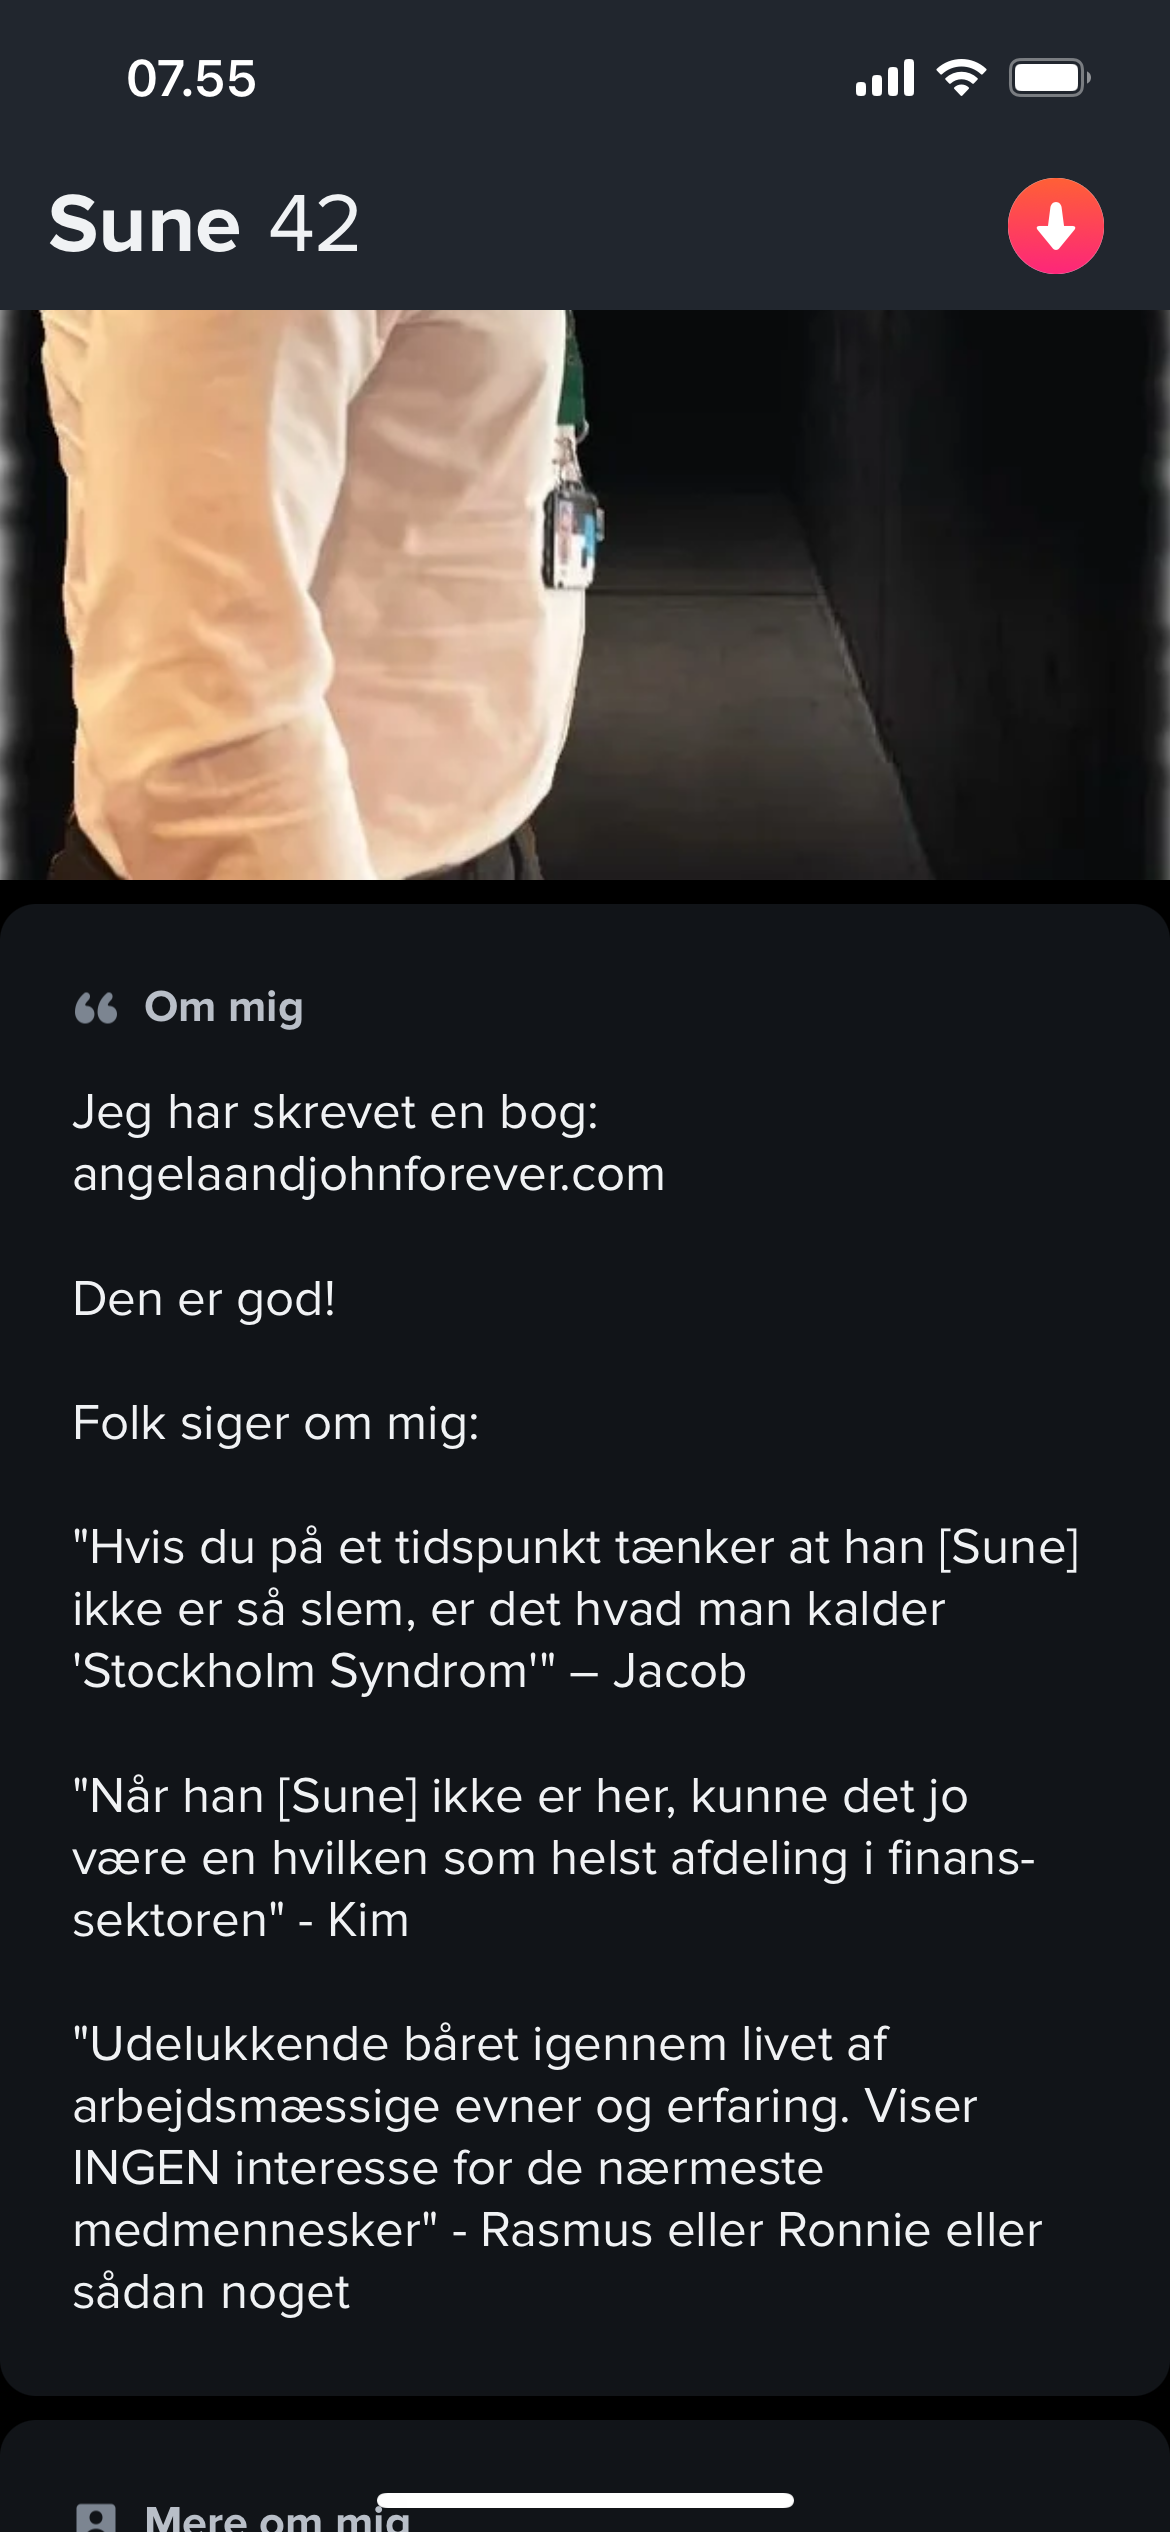 07.55
Sune 42
Om mig
Jeg har skrevet en bog:
angelaandjohnforever.com
Den er god!
Folk siger om mig:
"Hvis du på et tidspunkt tænker at han [Sune]
ikke er så slem, er det hvad man kalder
'Stockholm Syndrom'" – Jacob
"Når han [Sune] ikke er her, kunne det jo
være en hvilken som helst afdeling i finans-
sektoren" - Kim
"Udelukkende båret igennem livet af
arbejdsmæssige evner og erfaring. Viser
INGEN interesse for de nærmeste
medmennesker" - Rasmus eller Ronnie eller
sådan noget
Mere om mig